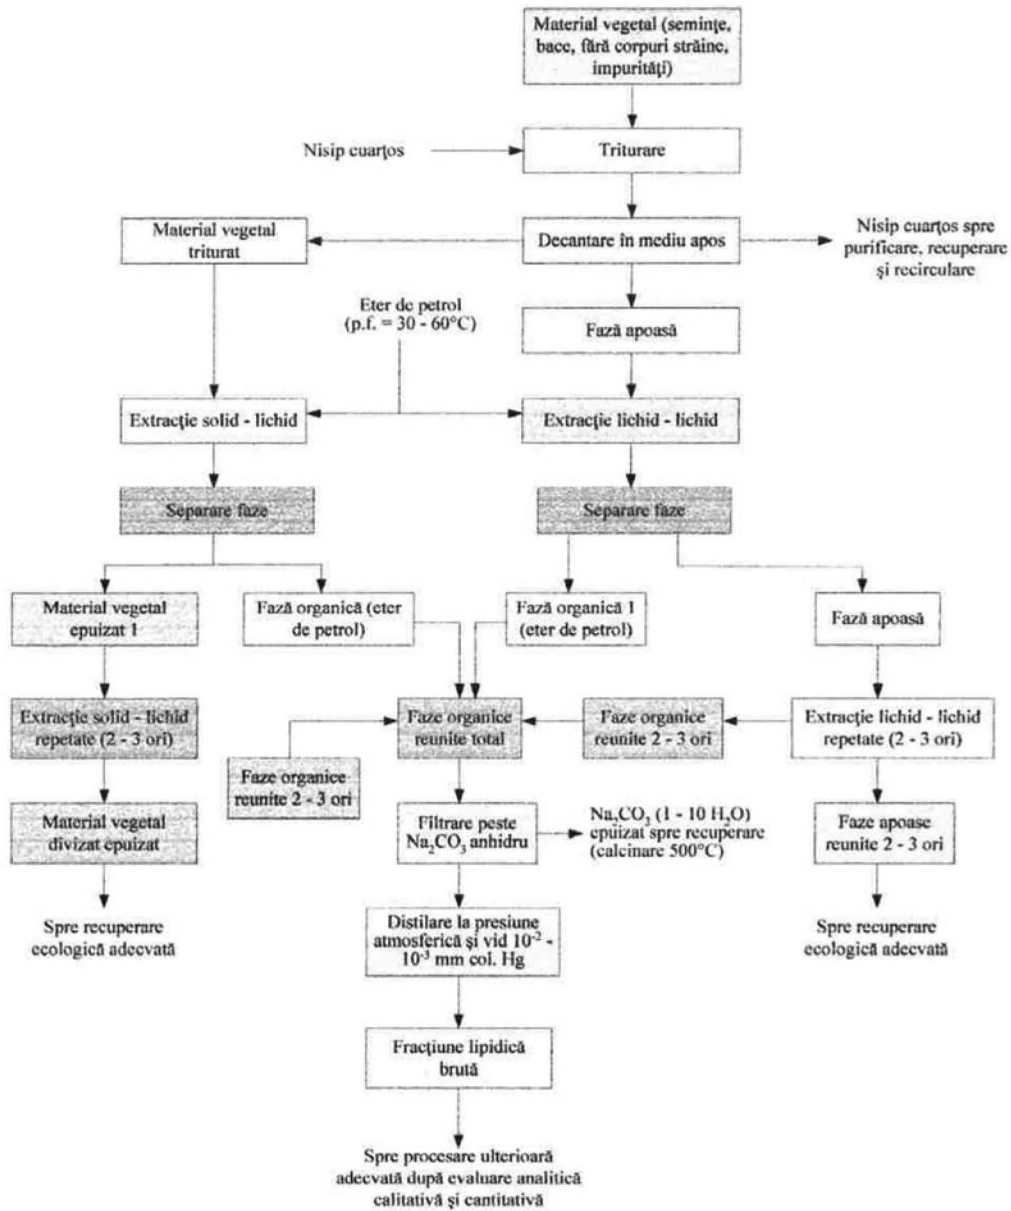 Material vegetal (semințe,
bace, fără corpuri străine,
impurități)
Nisip cuarțos
Triturare
Material vegetal
triturat
Decantare în mediu apos
Nisip cuarțos spre
purificare, recuperare
și recirculare
Eter de petrol
(p.f. = 30 - 60°C)
Fază apoasă
Extracție solid - lichid
Extracție lichid - lichid
Separare faze
Separare faze
Material vegetal
epuizat 1
Fază organică (eter
de petrol)
Fază organică 1
(eter de petrol)
Fază apoasă
Extracție solid - lichid
repetate (2 - 3 ori)
Faze organice
reunite total
Faze organice
reunite 2 - 3 ori
Extracție lichid - lichid
repetate (2 - 3 ori)
Faze organice
reunite 2 - 3 ori
Material vegetal
divizat epuizat
Filtrare peste
Na₂CO₃ anhidru
Na₂CO₃ (1 - 10 H₂O)
epuizat spre recuperare
(calcinare 500°C)
Faze apoase
reunite 2 - 3 ori
Spre recuperare
ecologică adecvată
Distilare la presiune
atmosferică și vid 10⁻² -
10⁻³ mm col. Hg
Spre recuperare
ecologică adecvată
Fracțiune lipidică
brută
Spre procesare ulterioară
adecvată după evaluare analitică
calitativă și cantitativă